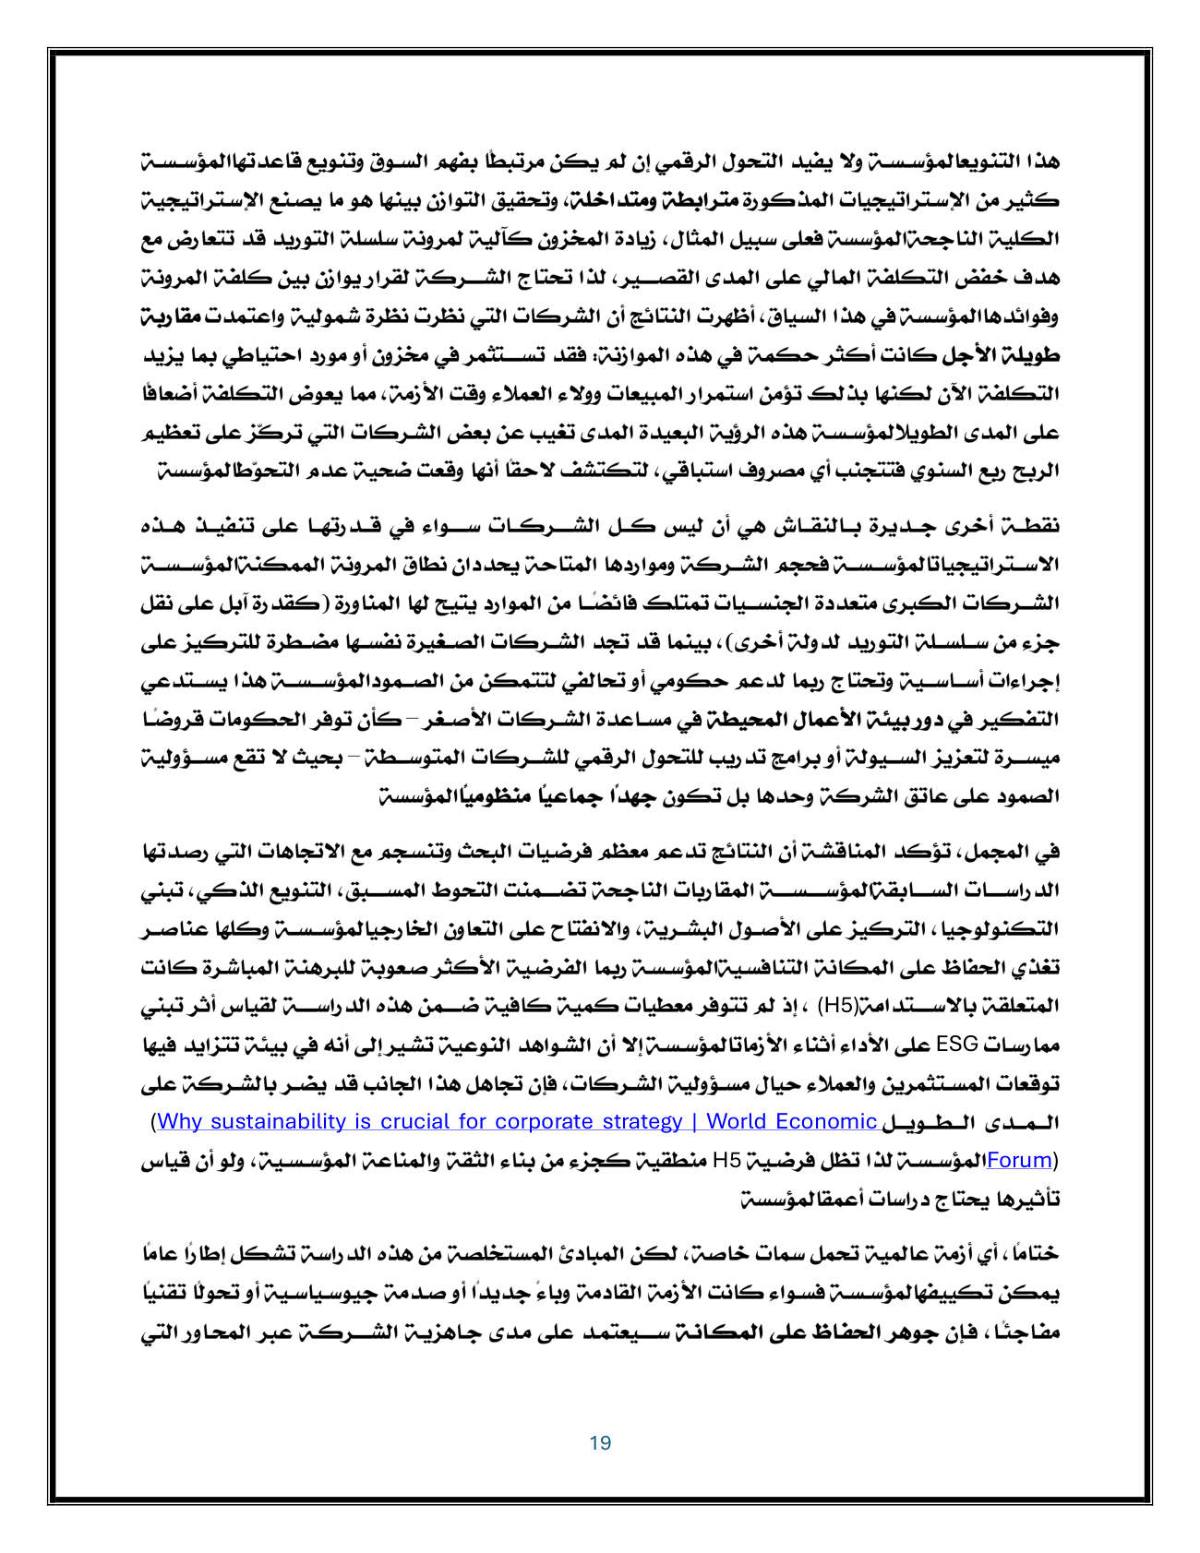 هذا التنويعالمؤسسة ولا يفيد التحول الرقمي إن لم يكن مرتبطًا بفهم السوق وتنويع قاعدتهاالمؤسسة
كثير من الإستراتيجيات المذكورة مترابطة ومتداخلة، وتحقيق التوازن بينها هو ما يصنع الإستراتيجية
الكلية الناجحةالمؤسسة فعلى سبيل المثال، زيادة المخزون كآلية لمرونة سلسلة التوريد قد تتعارض مع
هدف خفض التكلفة المالي على المدى القصير، لذا تحتاج الشركة لقرار يوازن بين كلفة المرونة
وفوائدهاالمؤسسة في هذا السياق، أظهرت النتائج أن الشركات التي نظرت نظرة شمولية واعتمدت مقاربة
طويلة الأجل كانت أكثر حكمة في هذه الموازنة: فقد تستثمر في مخزون أو مورد احتياطي بما يزيد
التكلفة الآن لكنها بذلك تؤمن استمرار المبيعات وولاء العملاء وقت الأزمة، مما يعوض التكلفة أضعافًا
على المدى الطويلالمؤسسة هذه الرؤية البعيدة المدى تغيب عن بعض الشركات التي تركّز على تعظيم
الربح ربع السنوي فتتجنب أي مصروف استباقي، لتكتشف لاحقًا أنها وقعت ضحية عدم التحوّطالمؤسسة
نقطة أخرى جديرة بالنقاش هي أن ليس كل الشركات سواء في قدرتها على تنفيذ هذه
الاستراتيجياتالمؤسسة فحجم الشركة ومواردها المتاحة يحددان نطاق المرونة الممكنةالمؤسسة
الشركات الكبرى متعددة الجنسيات تمتلك فائضًا من الموارد يتيح لها المناورة (كقدرة آبل على نقل
جزء من سلسلة التوريد لدولة أخرى)، بينما قد تجد الشركات الصغيرة نفسها مضطرة للتركيز على
إجراءات أساسية وتحتاج ربما لدعم حكومي أو تحالفي لتتمكن من الصمودالمؤسسة هذا يستدعي
التفكير في دور بيئة الأعمال المحيطة في مساعدة الشركات الأصغر – كأن توفر الحكومات قروضًا
ميسرة لتعزيز السيولة أو برامج تدريب للتحول الرقمي للشركات المتوسطة – بحيث لا تقع مسؤولية
الصمود على عاتق الشركة وحدها بل تكون جهدًا جماعيًا منظوميًاالمؤسسة
في المجمل، تؤكد المناقشة أن النتائج تدعم معظم فرضيات البحث وتنسجم مع الاتجاهات التي رصدتها
الدراسات السابقةالمؤسسة المقاربات الناجحة تضمنت التحوط المسبق، التنويع الذكي، تبني
التكنولوجيا، التركيز على الأصول البشرية، والانفتاح على التعاون الخارجيالمؤسسة وكلها عناصر
تغذي الحفاظ على المكانة التنافسيةالمؤسسة ربما الفرضية الأكثر صعوبة للبرهنة المباشرة كانت
المتعلقة بالاستدامة(H5) ، إذ لم تتوفر معطيات كمية كافية ضمن هذه الدراسة لقياس أثر تبني
ممارسات ESG على الأداء أثناء الأزماتالمؤسسةإلا أن الشواهد النوعية تشير إلى أنه في بيئة تتزايد فيها
توقعات المستثمرين والعملاء حيال مسؤولية الشركات، فإن تجاهل هذا الجانب قد يضر بالشركة على
المدى الطويل(Why sustainability is crucial for corporate strategy | World Economic
Forum)المؤسسة لذا تظل فرضية H5 منطقية كجزء من بناء الثقة والمناعة المؤسسية، ولو أن قياس
تأثيرها يحتاج دراسات أعمقالمؤسسة
ختامًا، أي أزمة عالمية تحمل سمات خاصة، لكن المبادئ المستخلصة من هذه الدراسة تشكل إطارًا عامًا
يمكن تكييفهالمؤسسة فسواء كانت الأزمة القادمة وباءً جديدًا أو صدمة جيوسياسية أو تحولًا تقنيًا
مفاجئًا، فإن جوهر الحفاظ على المكانة سيعتمد على مدى جاهزية الشركة عبر المحاور التي
19